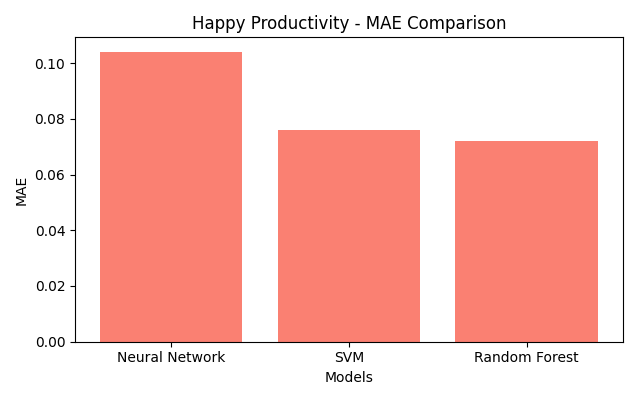 Happy Productivity - MAE Comparison
MAE
0.10
0.08
0.06
0.04
0.02
0.00
Neural Network
SVM
Random Forest
Models